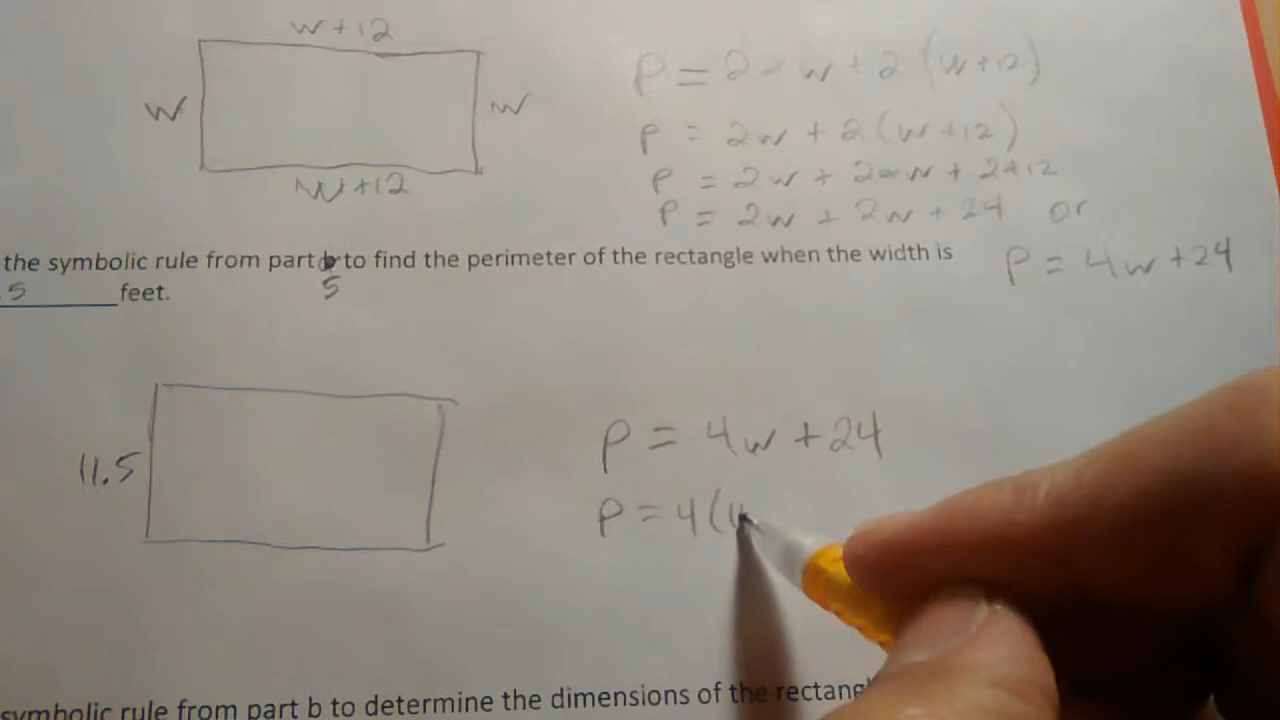 w+12
w
w
w+12
P = 2*w + 2 (w+12)
P = 2w + 2(w+12)
P = 2w + 2*w + 2*12
P = 2w + 2w + 24 or
P = 4w +24
the symbolic rule from part b to find the perimeter of the rectangle when the width is
5 feet.
5
11.5
P = 4w +24
P = 4(
symbolic rule from part b to determine the dimensions of the